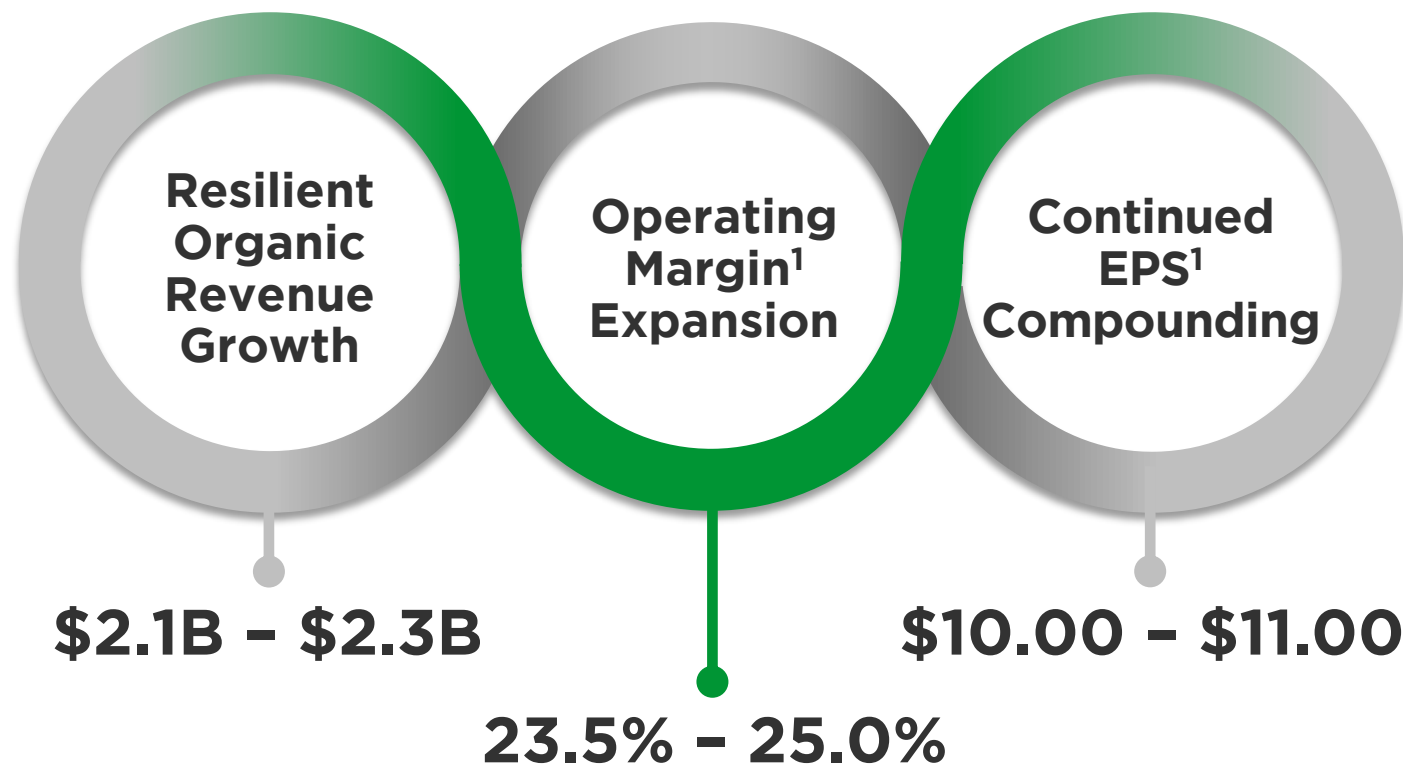 Resilient
Organic
Revenue
Growth
Operating
Margin¹
Expansion
Continued
EPS¹
Compounding
$2.1B – $2.3B
$10.00 – $11.00
23.5% – 25.0%